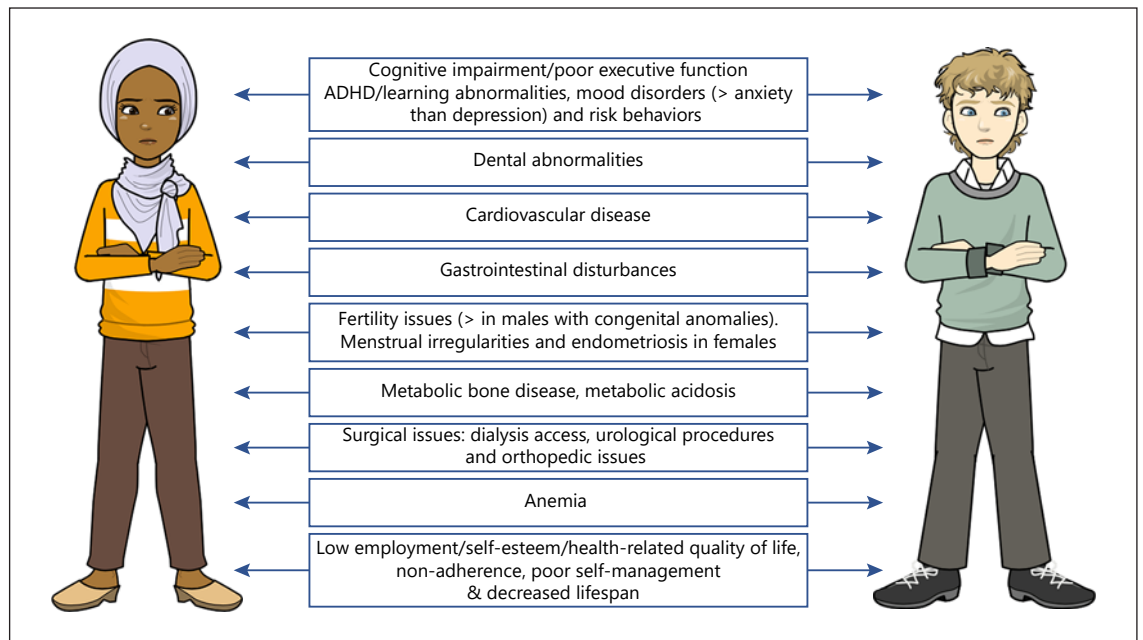 Cognitive impairment/poor executive function
ADHD/learning abnormalities, mood disorders (> anxiety
than depression) and risk behaviors
Dental abnormalities
Cardiovascular disease
Gastrointestinal disturbances
Fertility issues (> in males with congenital anomalies).
Menstrual irregularities and endometriosis in females
Metabolic bone disease, metabolic acidosis
Surgical issues: dialysis access, urological procedures
and orthopedic issues
Anemia
Low employment/self-esteem/health-related quality of life,
non-adherence, poor self-management
& decreased lifespan